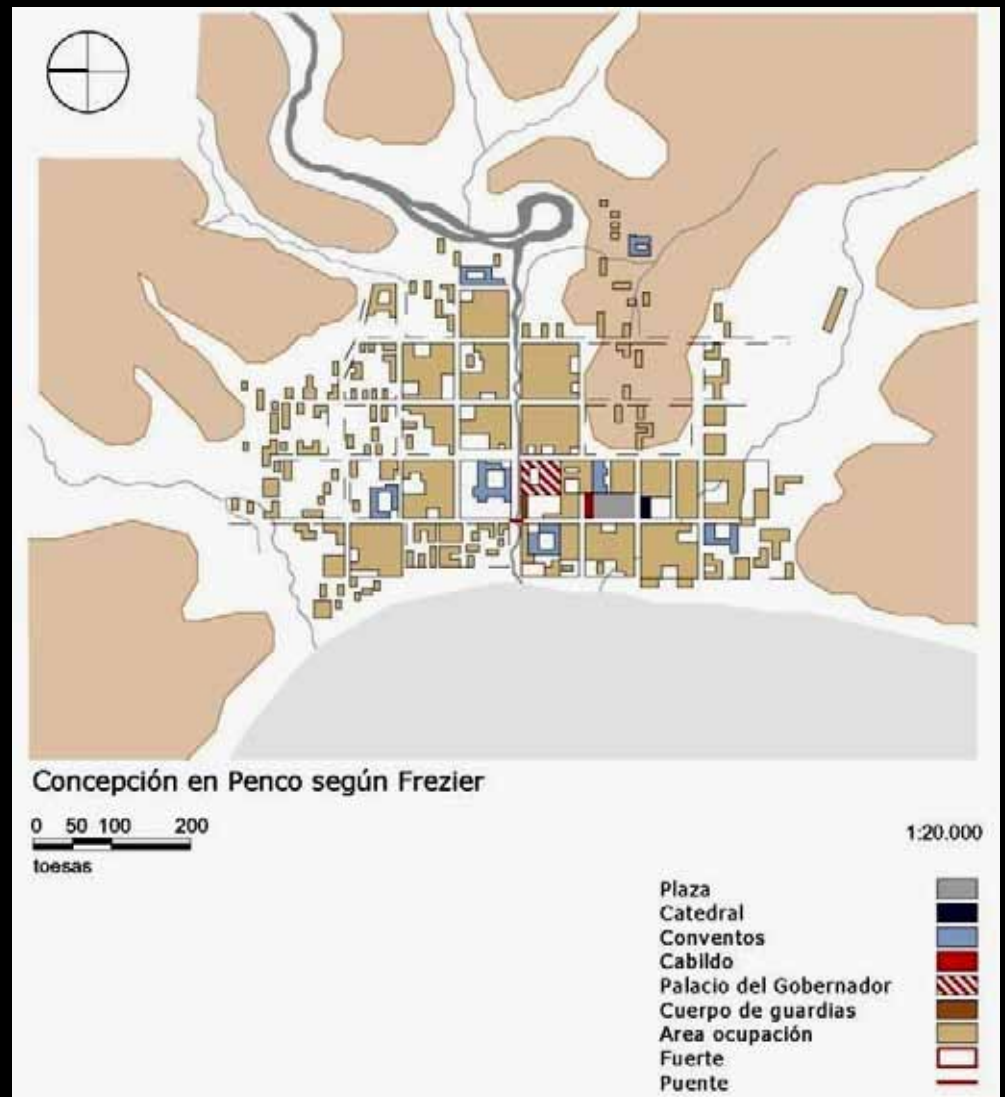 Concepción en Penco según Frezier
0 50 100 200
toesas
1:20.000
Plaza
Catedral
Conventos
Cabildo
Palacio del Gobernador
Cuerpo de guardias
Area ocupación
Fuerte
Puente